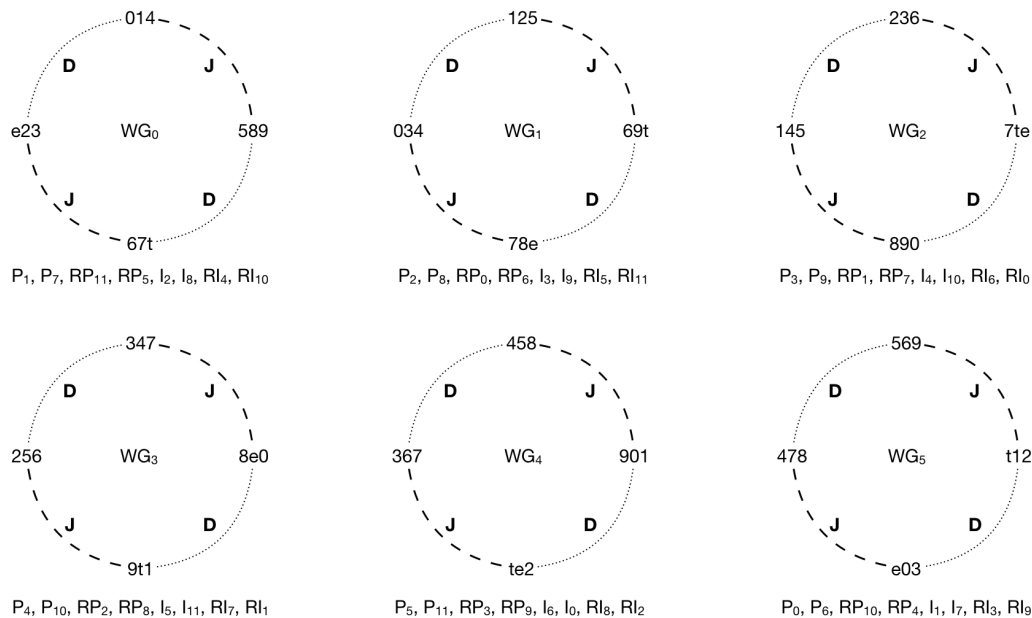 014 125 236
D J D J D J
e23 WG₀ 589 034 WG₁ 69t 145 WG₂ 7te
J D J D J D
67t 78e 890
P₁, P₇, RP₁₁, RP₅, I₂, I₈, RI₄, RI₁₀ P₂, P₈, RP₀, RP₆, I₃, I₉, RI₅, RI₁₁ P₃, P₉, RP₁, RP₇, I₄, I₁₀, RI₆, RI₀
347 458 569
D J D J D J
256 WG₃ 8e0 367 WG₄ 901 478 WG₅ t12
J D J D J D
9t1 te2 e03
P₄, P₁₀, RP₂, RP₈, I₅, I₁₁, RI₇, RI₁ P₅, P₁₁, RP₃, RP₉, I₆, I₀, RI₈, RI₂ P₀, P₆, RP₁₀, RP₄, I₁, I₇, RI₃, RI₉